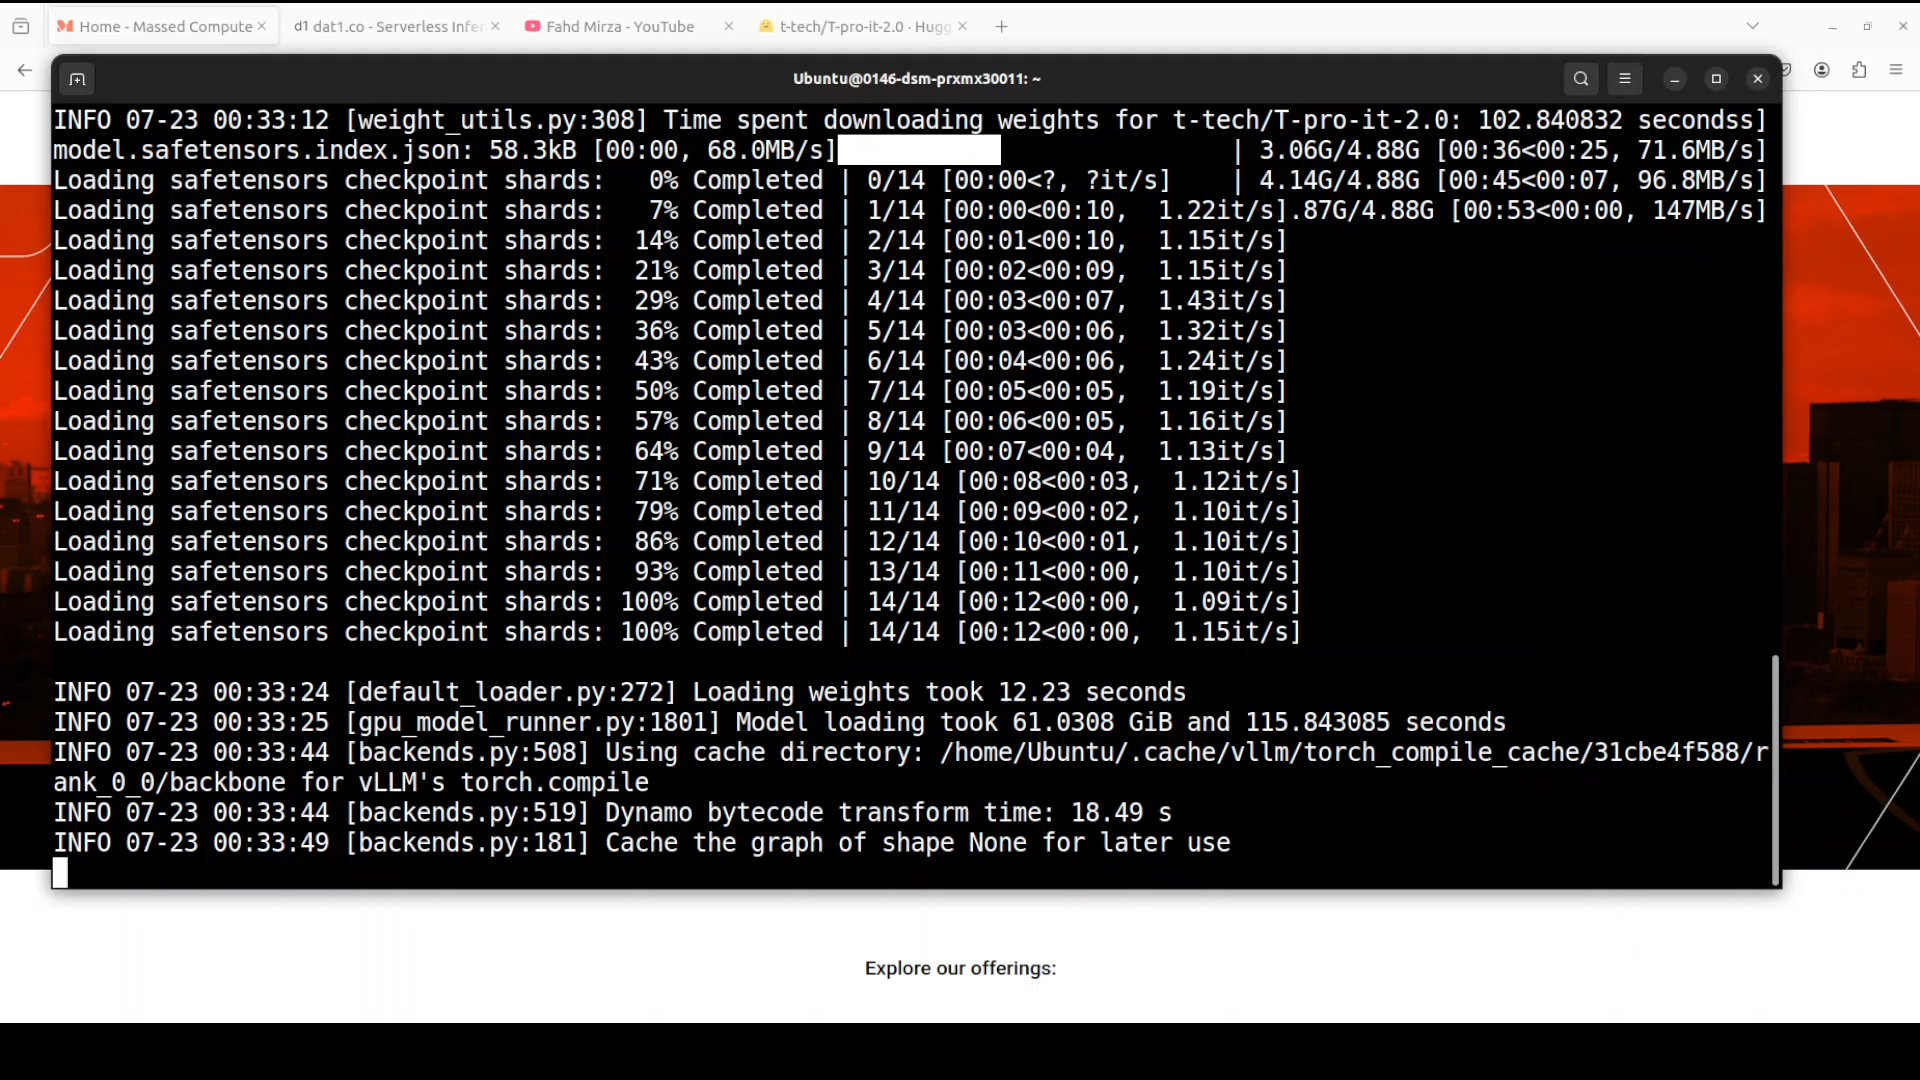 Home - Massed Compute
d1 dat1.co - Serverless Infer
Fahd Mirza - YouTube
t-tech/T-pro-it-2.0 · Hugg
Ubuntu@0146-dsm-prxmx30011: ~
INFO 07-23 00:33:12 [weight_utils.py:308] Time spent downloading weights for t-tech/T-pro-it-2.0: 102.840832 secondss]
model.safetensors.index.json: 58.3kB [00:00, 68.0MB/s] | 3.06G/4.88G [00:36<00:25, 71.6MB/s]
Loading safetensors checkpoint shards:   0% Completed | 0/14 [00:00<?, ?it/s]    | 4.14G/4.88G [00:45<00:07, 96.8MB/s]
Loading safetensors checkpoint shards:   7% Completed | 1/14 [00:00<00:10,  1.22it/s].87G/4.88G [00:53<00:00, 147MB/s]
Loading safetensors checkpoint shards:  14% Completed | 2/14 [00:01<00:10,  1.15it/s]
Loading safetensors checkpoint shards:  21% Completed | 3/14 [00:02<00:09,  1.15it/s]
Loading safetensors checkpoint shards:  29% Completed | 4/14 [00:03<00:07,  1.43it/s]
Loading safetensors checkpoint shards:  36% Completed | 5/14 [00:03<00:06,  1.32it/s]
Loading safetensors checkpoint shards:  43% Completed | 6/14 [00:04<00:06,  1.24it/s]
Loading safetensors checkpoint shards:  50% Completed | 7/14 [00:05<00:05,  1.19it/s]
Loading safetensors checkpoint shards:  57% Completed | 8/14 [00:06<00:05,  1.16it/s]
Loading safetensors checkpoint shards:  64% Completed | 9/14 [00:07<00:04,  1.13it/s]
Loading safetensors checkpoint shards:  71% Completed | 10/14 [00:08<00:03,  1.12it/s]
Loading safetensors checkpoint shards:  79% Completed | 11/14 [00:09<00:02,  1.10it/s]
Loading safetensors checkpoint shards:  86% Completed | 12/14 [00:10<00:01,  1.10it/s]
Loading safetensors checkpoint shards:  93% Completed | 13/14 [00:11<00:00,  1.10it/s]
Loading safetensors checkpoint shards: 100% Completed | 14/14 [00:12<00:00,  1.09it/s]
Loading safetensors checkpoint shards: 100% Completed | 14/14 [00:12<00:00,  1.15it/s]
INFO 07-23 00:33:24 [default_loader.py:272] Loading weights took 12.23 seconds
INFO 07-23 00:33:25 [gpu_model_runner.py:1801] Model loading took 61.0308 GiB and 115.843085 seconds
INFO 07-23 00:33:44 [backends.py:508] Using cache directory: /home/Ubuntu/.cache/vllm/torch_compile_cache/31cbe4f588/r
ank_0_0/backbone for vLLM's torch.compile
INFO 07-23 00:33:44 [backends.py:519] Dynamo bytecode transform time: 18.49 s
INFO 07-23 00:33:49 [backends.py:181] Cache the graph of shape None for later use
Explore our offerings: